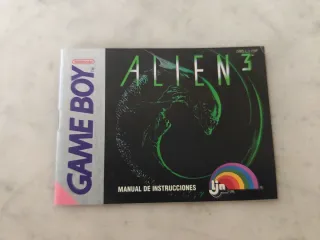 Nintendo
GAME BOY
ALIEN 3
MANUAL DE INSTRUCCIONES
LJN